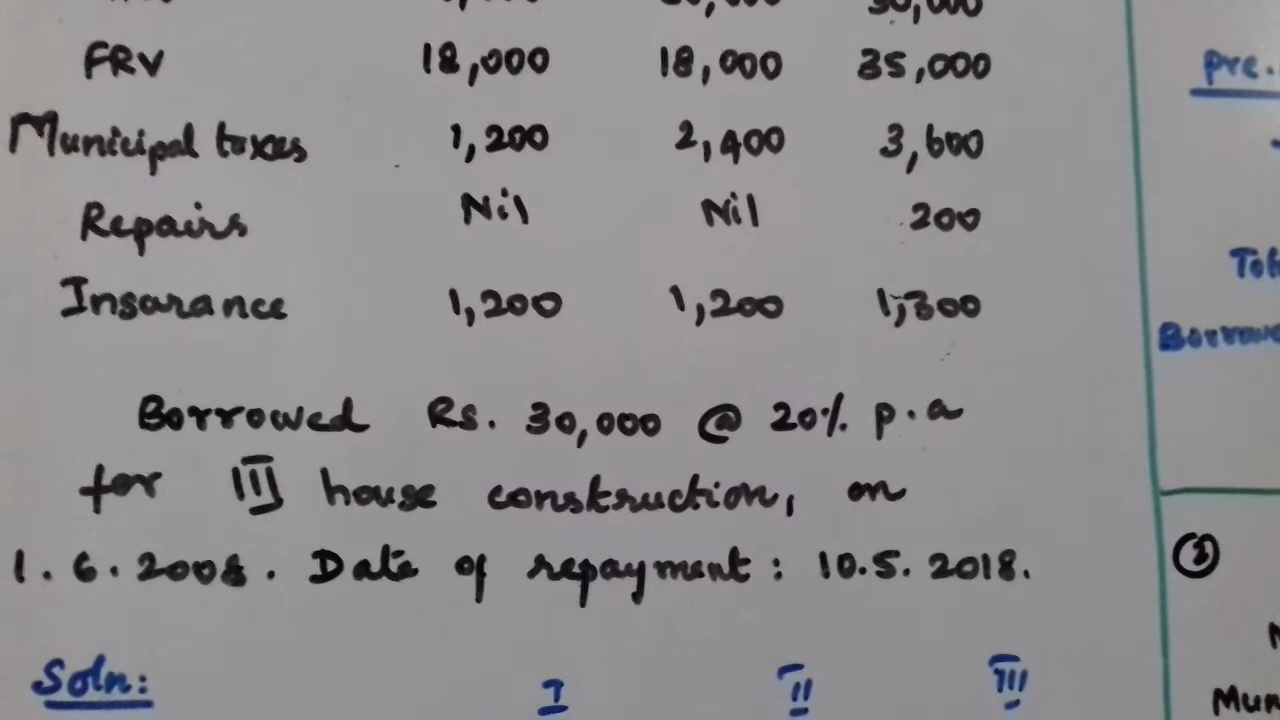 FRV 18,000 18,000 35,000
Municipal taxes 1,200 2,400 3,600
Repairs Nil Nil 200
Insurance 1,200 1,200 1,300
Borrowed Rs. 30,000 @ 20% p.a
for III house construction, on
1.6.2008. Date of repayment : 10.5.2018.
Soln: I II III
Pre.
Tot
Borrowe
3
N
Mun